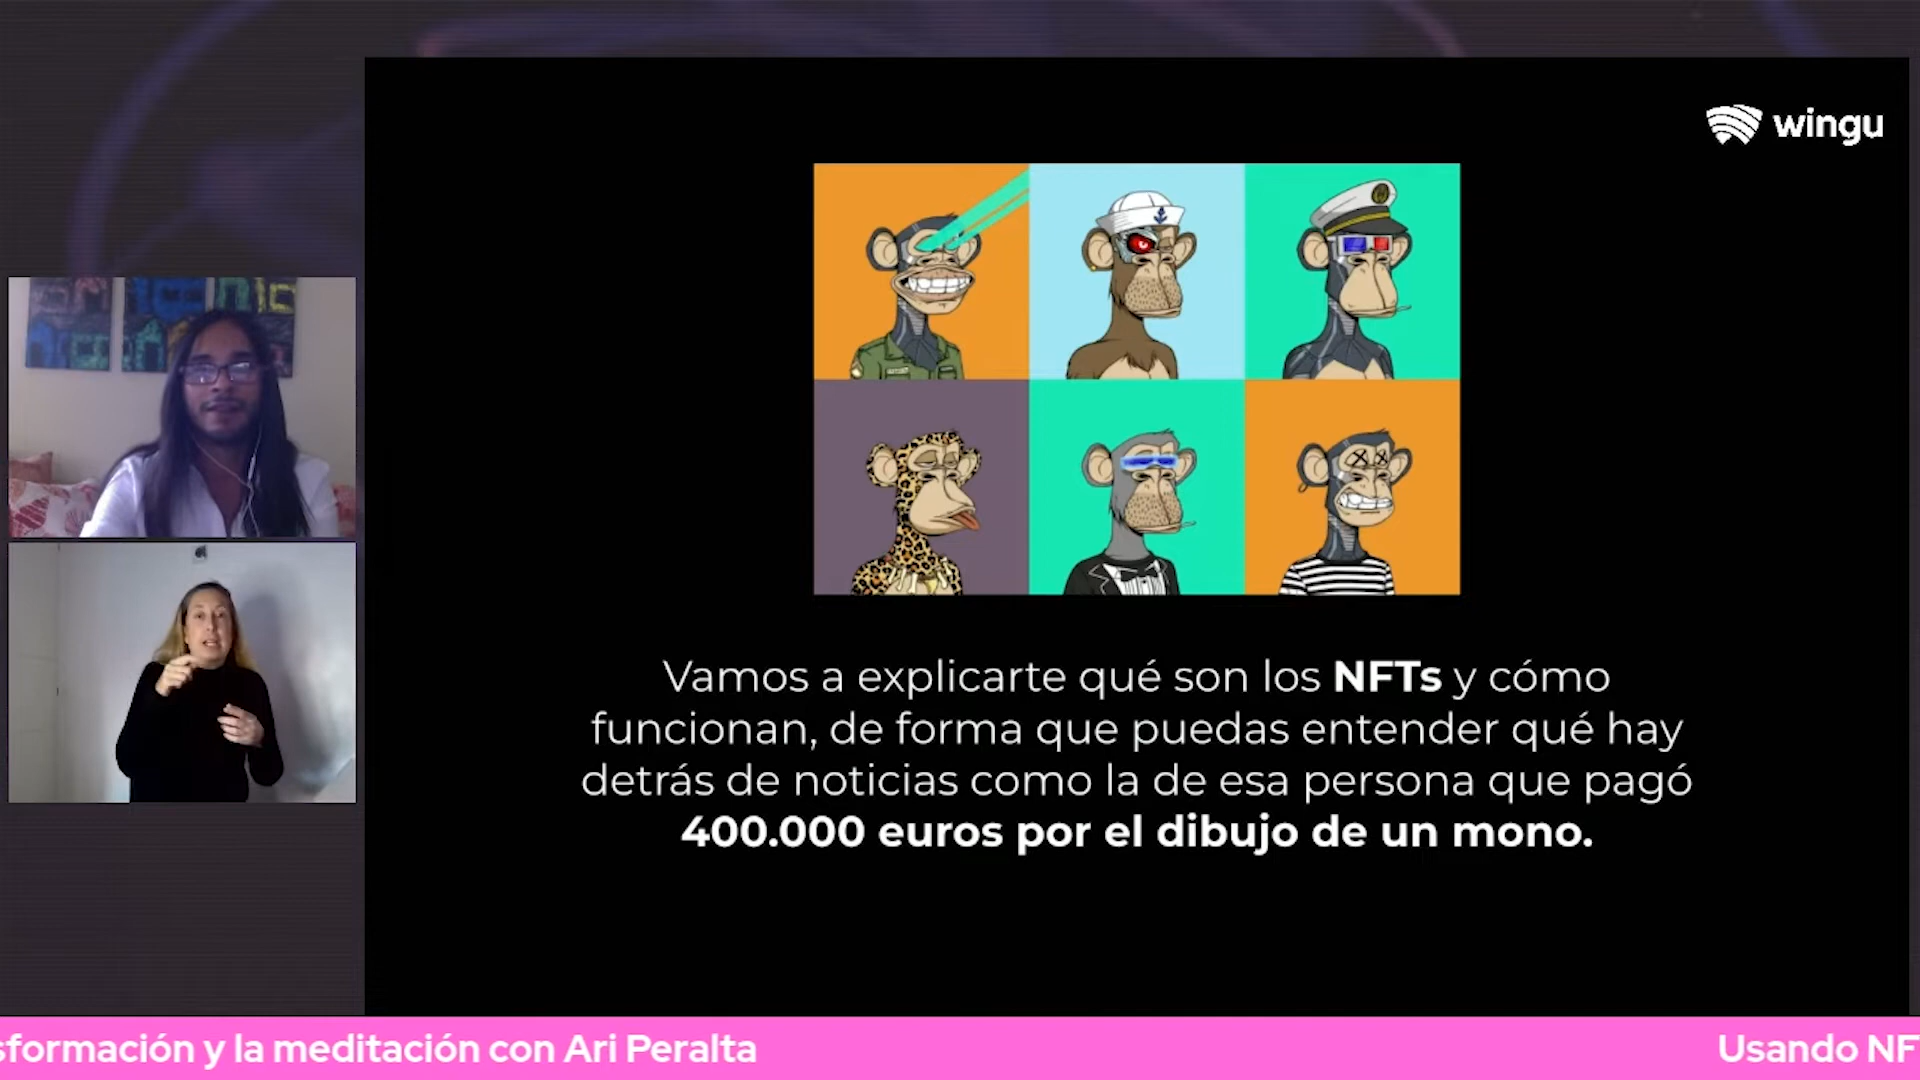 wingu
Vamos a explicarte qué son los NFTs y cómo
funcionan, de forma que puedas entender qué hay
detrás de noticias como la de esa persona que pagó
400.000 euros por el dibujo de un mono.
sformación y la meditación con Ari Peralta
Usando NF